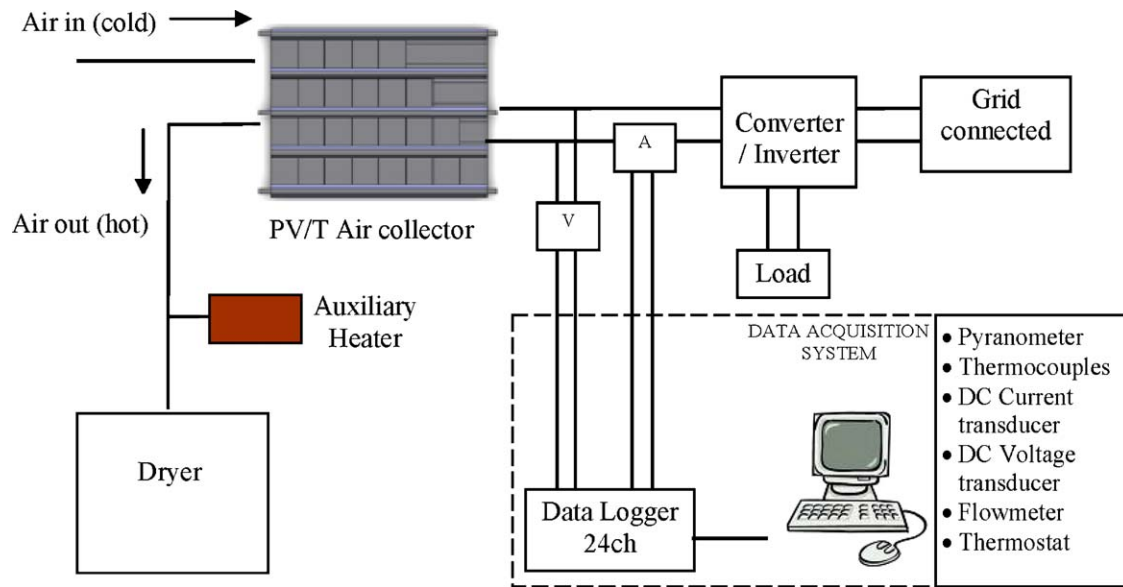 Air in (cold)
Air out (hot)
PV/T Air collector
Auxiliary
Heater
Dryer
V
A
Converter
/ Inverter
Grid
connected
Load
DATA ACQUISITION
SYSTEM
Data Logger
24ch
• Pyranometer
• Thermocouples
• DC Current
transducer
• DC Voltage
transducer
• Flowmeter
• Thermostat